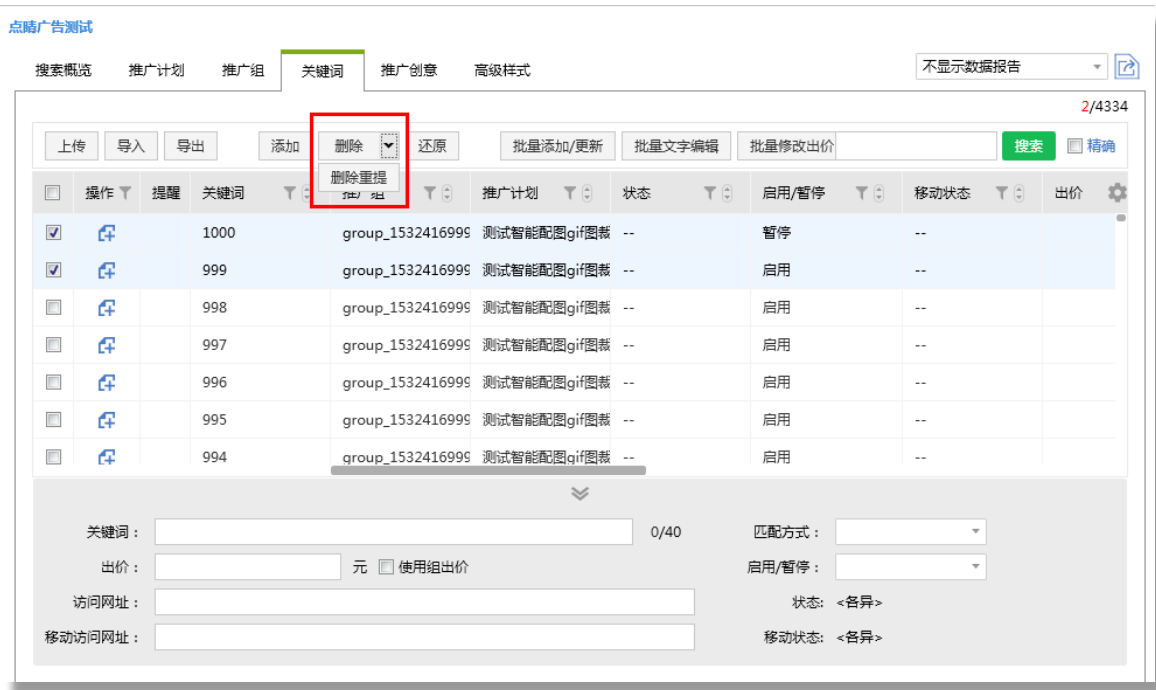 点睛广告测试
搜索概览 推广计划 推广组 关键词 推广创意 高级样式 不显示数据报告
2/4334
上传 导入 导出 添加 删除 还原 批量添加/更新 批量文字编辑 批量修改出价 搜索 精确
删除重提
操作 提醒 关键词 推广组 推广计划 状态 启用/暂停 移动状态 出价
1000 group_1532416999 测试智能配图gif图裁 -- 暂停 --
999 group_1532416999 测试智能配图gif图裁 -- 启用 --
998 group_1532416999 测试智能配图gif图裁 -- 启用 --
997 group_1532416999 测试智能配图gif图裁 -- 启用 --
996 group_1532416999 测试智能配图gif图裁 -- 启用 --
995 group_1532416999 测试智能配图gif图裁 -- 启用 --
994 group_1532416999 测试智能配图gif图裁 -- 启用 --
关键词： 0/40 匹配方式：
出价： 元 使用组出价 启用/暂停：
访问网址： 状态: <各异>
移动访问网址： 移动状态: <各异>